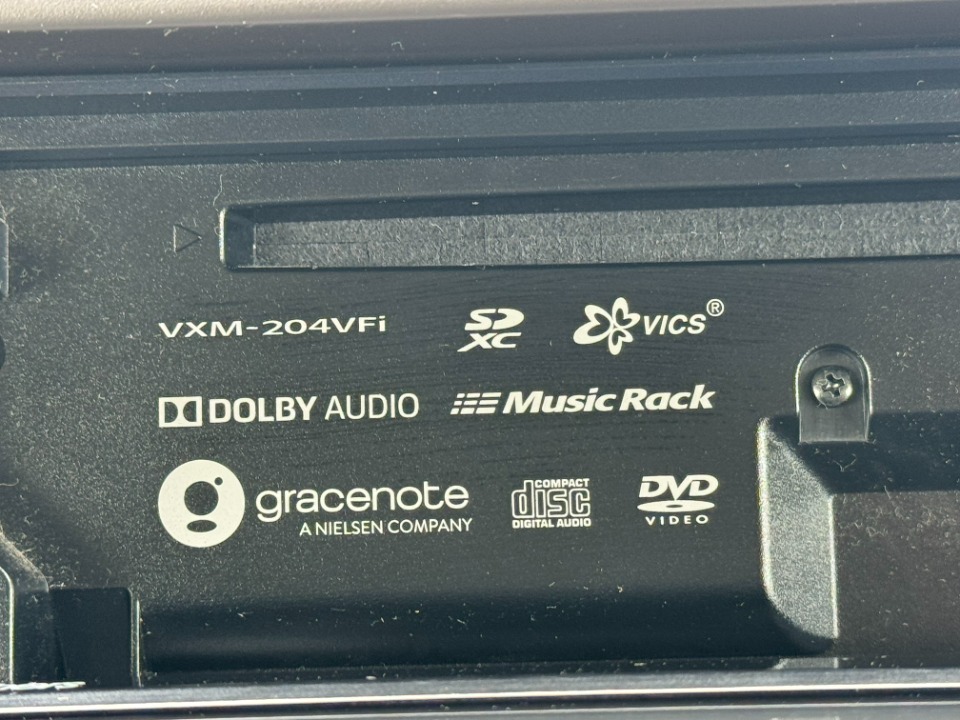 VXM-204VFi
SD XC
VICS®
DOLBY AUDIO
Music Rack
gracenote
A NIELSEN COMPANY
COMPACT
disc
DIGITAL AUDIO
DVD
VIDEO